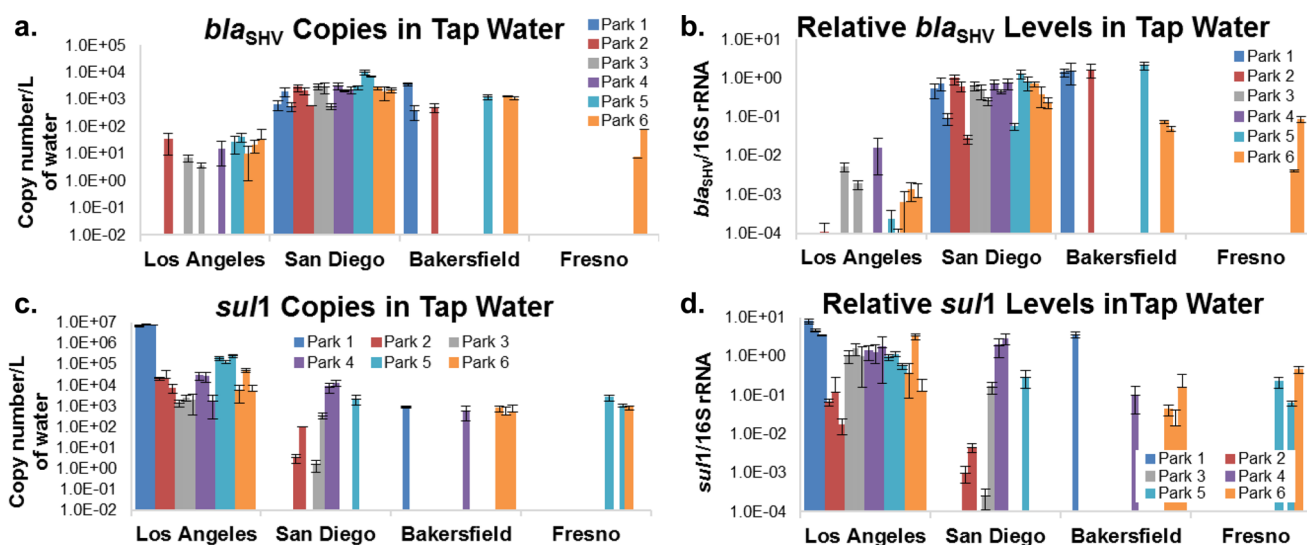 a.
blaSHV Copies in Tap Water
Copy number/L
of water
1.0E+05
1.0E+04
1.0E+03
1.0E+02
1.0E+01
1.0E+00
1.0E-01
1.0E-02
Park 1
Park 2
Park 3
Park 4
Park 5
Park 6
Los Angeles San Diego Bakersfield Fresno
b.
Relative blaSHV Levels in Tap Water
blaSHV/16S rRNA
1.0E+01
1.0E+00
1.0E-01
1.0E-02
1.0E-03
1.0E-04
Park 1
Park 2
Park 3
Park 4
Park 5
Park 6
Los Angeles San Diego Bakersfield Fresno
c.
sul1 Copies in Tap Water
Copy number/L
of water
1.0E+07
1.0E+06
1.0E+05
1.0E+04
1.0E+03
1.0E+02
1.0E+01
1.0E+00
1.0E-01
1.0E-02
Park 1 Park 2 Park 3
Park 4 Park 5 Park 6
Los Angeles San Diego Bakersfield Fresno
d.
Relative sul1 Levels inTap Water
sul1/16S rRNA
1.0E+01
1.0E+00
1.0E-01
1.0E-02
1.0E-03
1.0E-04
Park 1 Park 2
Park 3 Park 4
Park 5 Park 6
Los Angeles San Diego Bakersfield Fresno